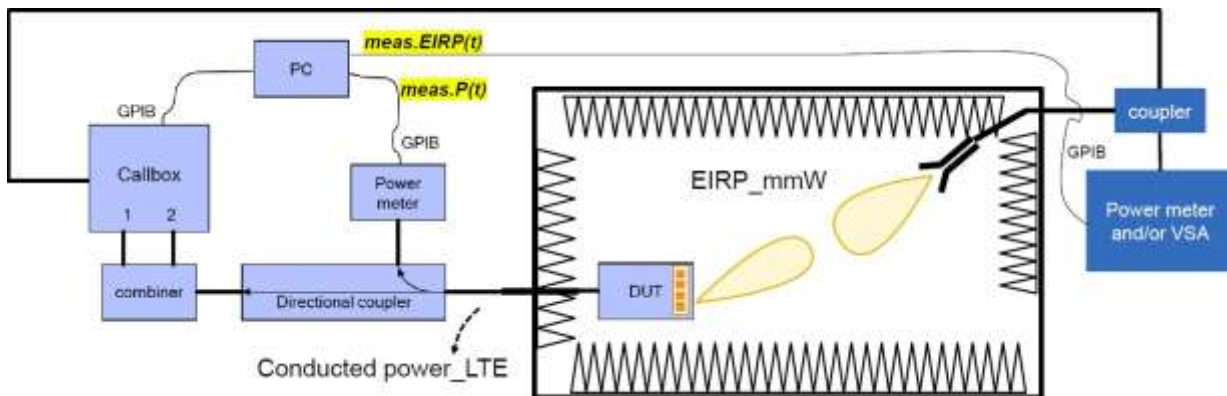 meas.EIRP(t)
PC
meas.P(t)
GPIB
coupler
GPIB
GPIB
Callbox
1 2
Power
meter
EIRP_mmW
Power meter
and/or VSA
combiner
Directional coupler
DUT
Conducted power_LTE